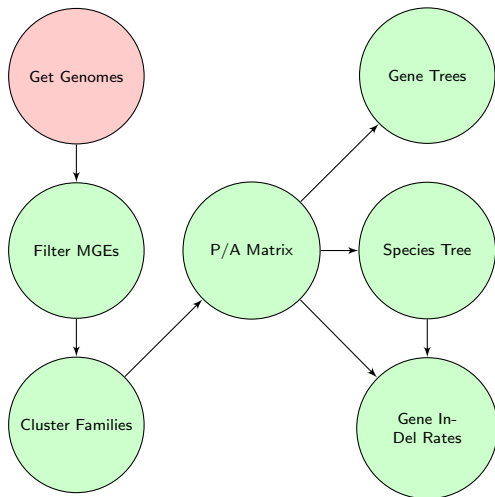 Get Genomes
Gene Trees
Filter MGEs
P/A Matrix
Species Tree
Cluster Families
Gene In-
Del Rates